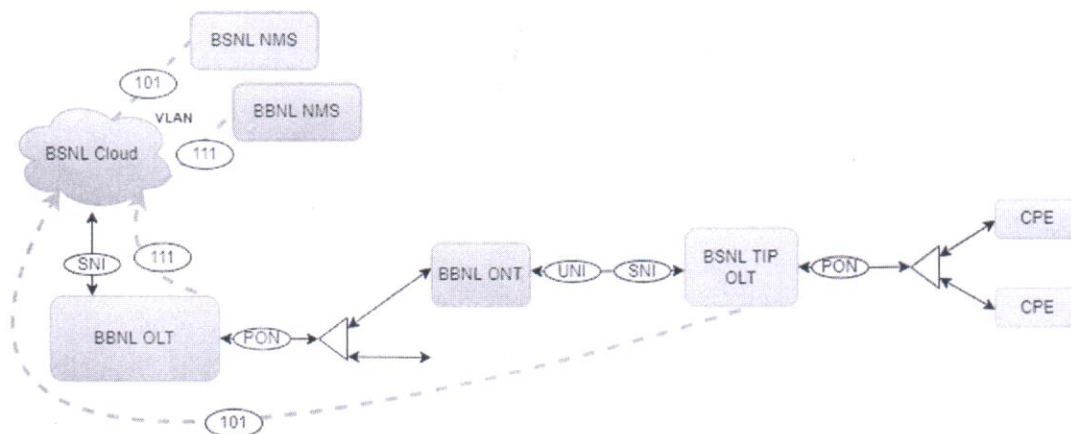 BSNL NMS
101
VLAN
BBNL NMS
111
BSNL Cloud
CPE
SNI
111
BBNL ONT
UNI
SNI
BSNL TIP
OLT
PON
BBNL OLT
PON
CPE
101